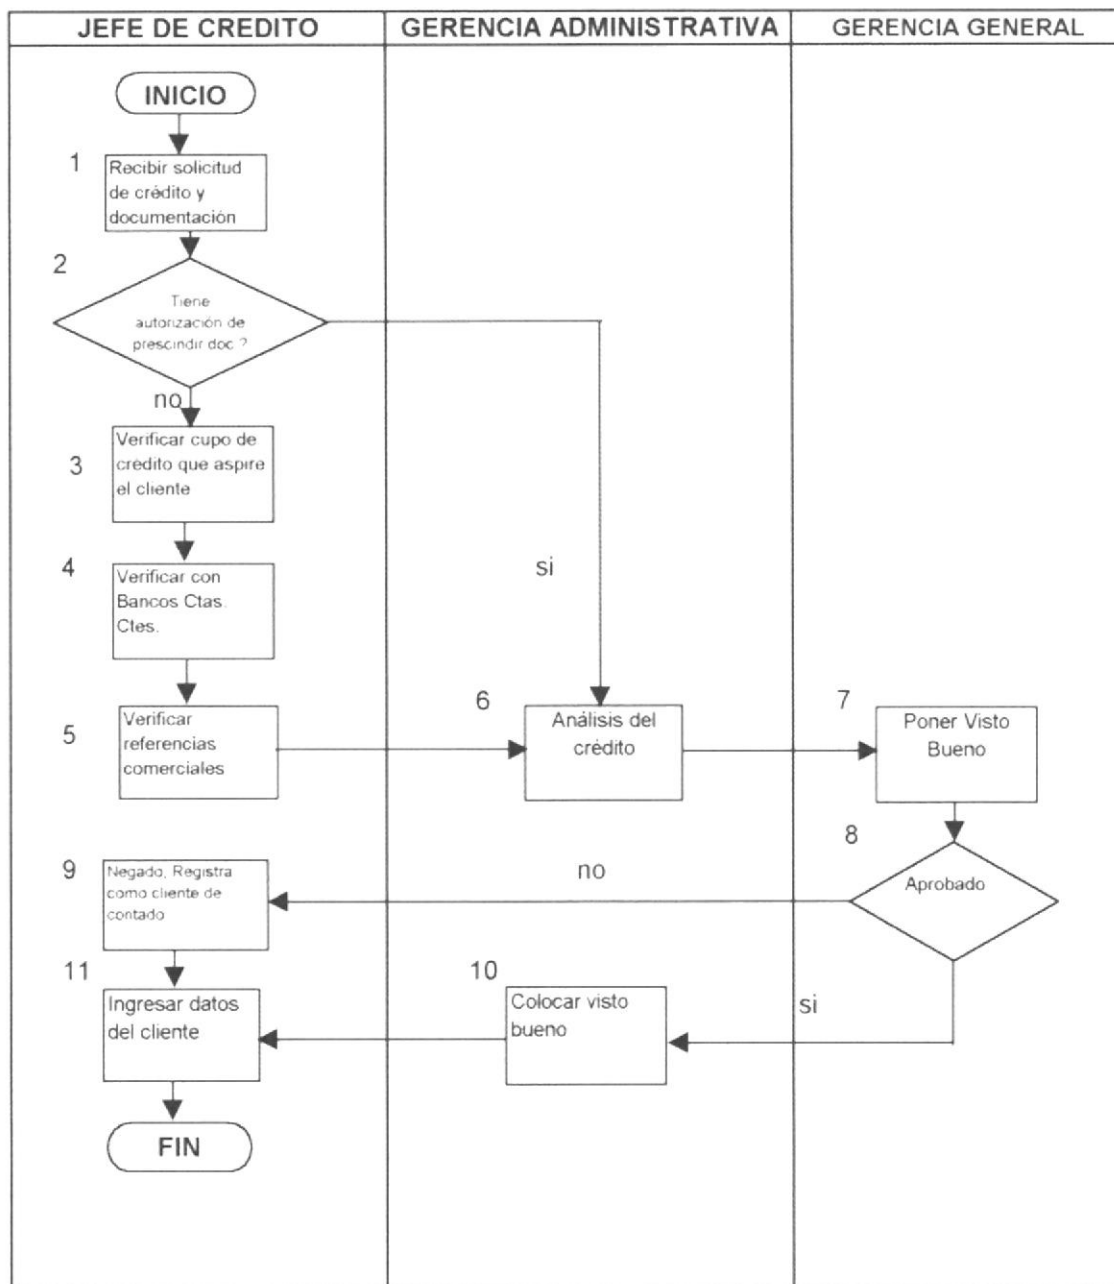 JEFE DE CREDITO
GERENCIA ADMINISTRATIVA
GERENCIA GENERAL
INICIO
1
Recibir solicitud
de crédito y
documentación
2
Tiene
autorización de
prescindir doc ?
no
3
Verificar cupo de
crédito que aspire
el cliente
4
Verificar con
Bancos Ctas.
Ctes.
si
5
Verificar
referencias
comerciales
6
Análisis del
crédito
7
Poner Visto
Bueno
8
Aprobado
no
9
Negado, Registra
como cliente de
contado
si
10
Colocar visto
bueno
11
Ingresar datos
del cliente
FIN